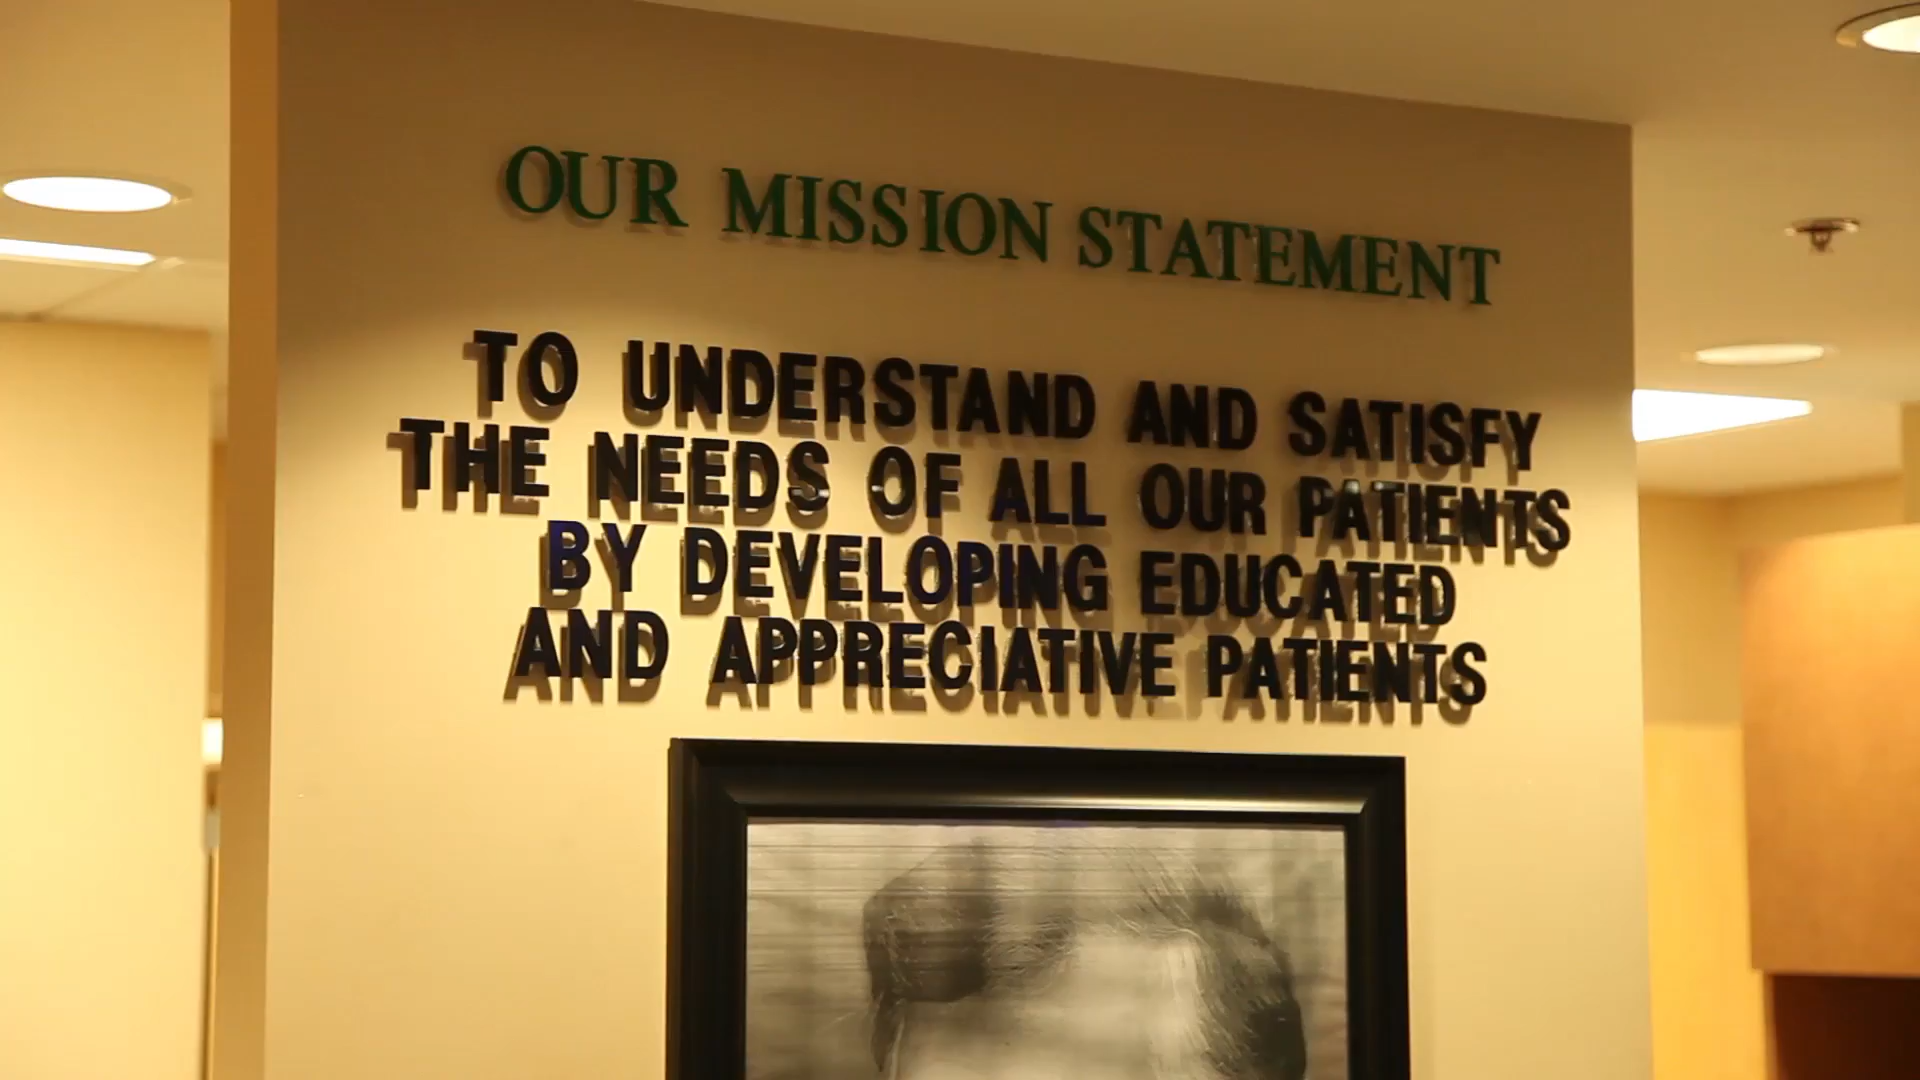 OUR MISSION STATEMENT
TO UNDERSTAND AND SATISFY
THE NEEDS OF ALL OUR PATIENTS
BY DEVELOPING EDUCATED
AND APPRECIATIVE PATIENTS